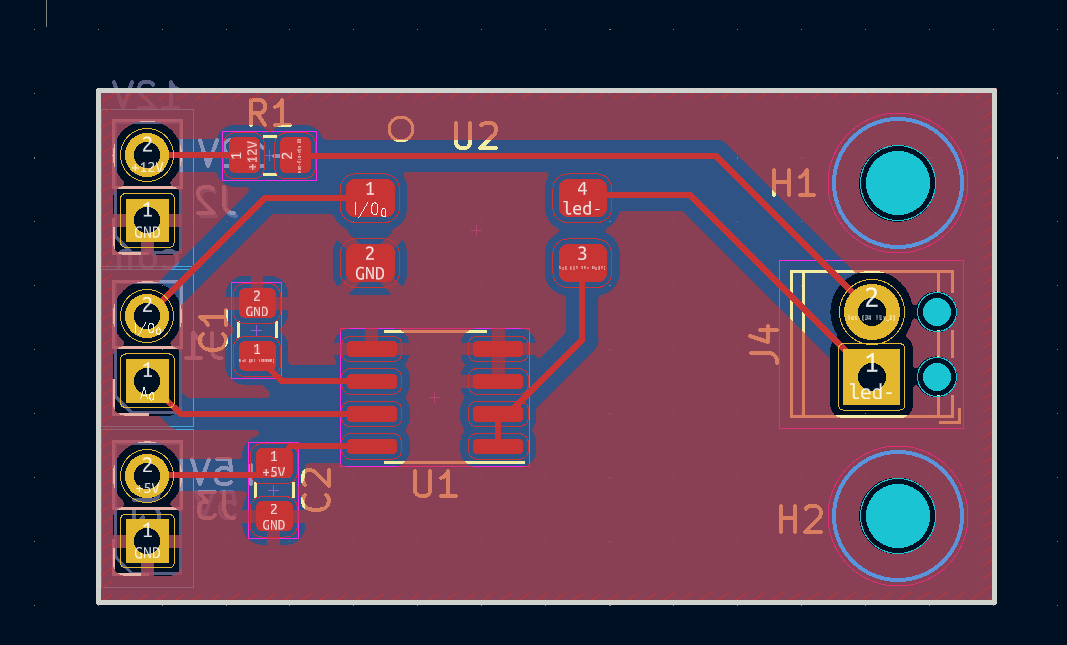 12V
R1
U2
2
+12V
1
+12V
2
H1
1
I/O₀
4
led-
J2
1
GND
2
GND
3
2
I/O₀
C1
2
GND
1
J1
2
1
led-
J4
1
A₀
5V
2
+5V
1
+5V
C2
U1
J3
2
GND
H2
1
GND